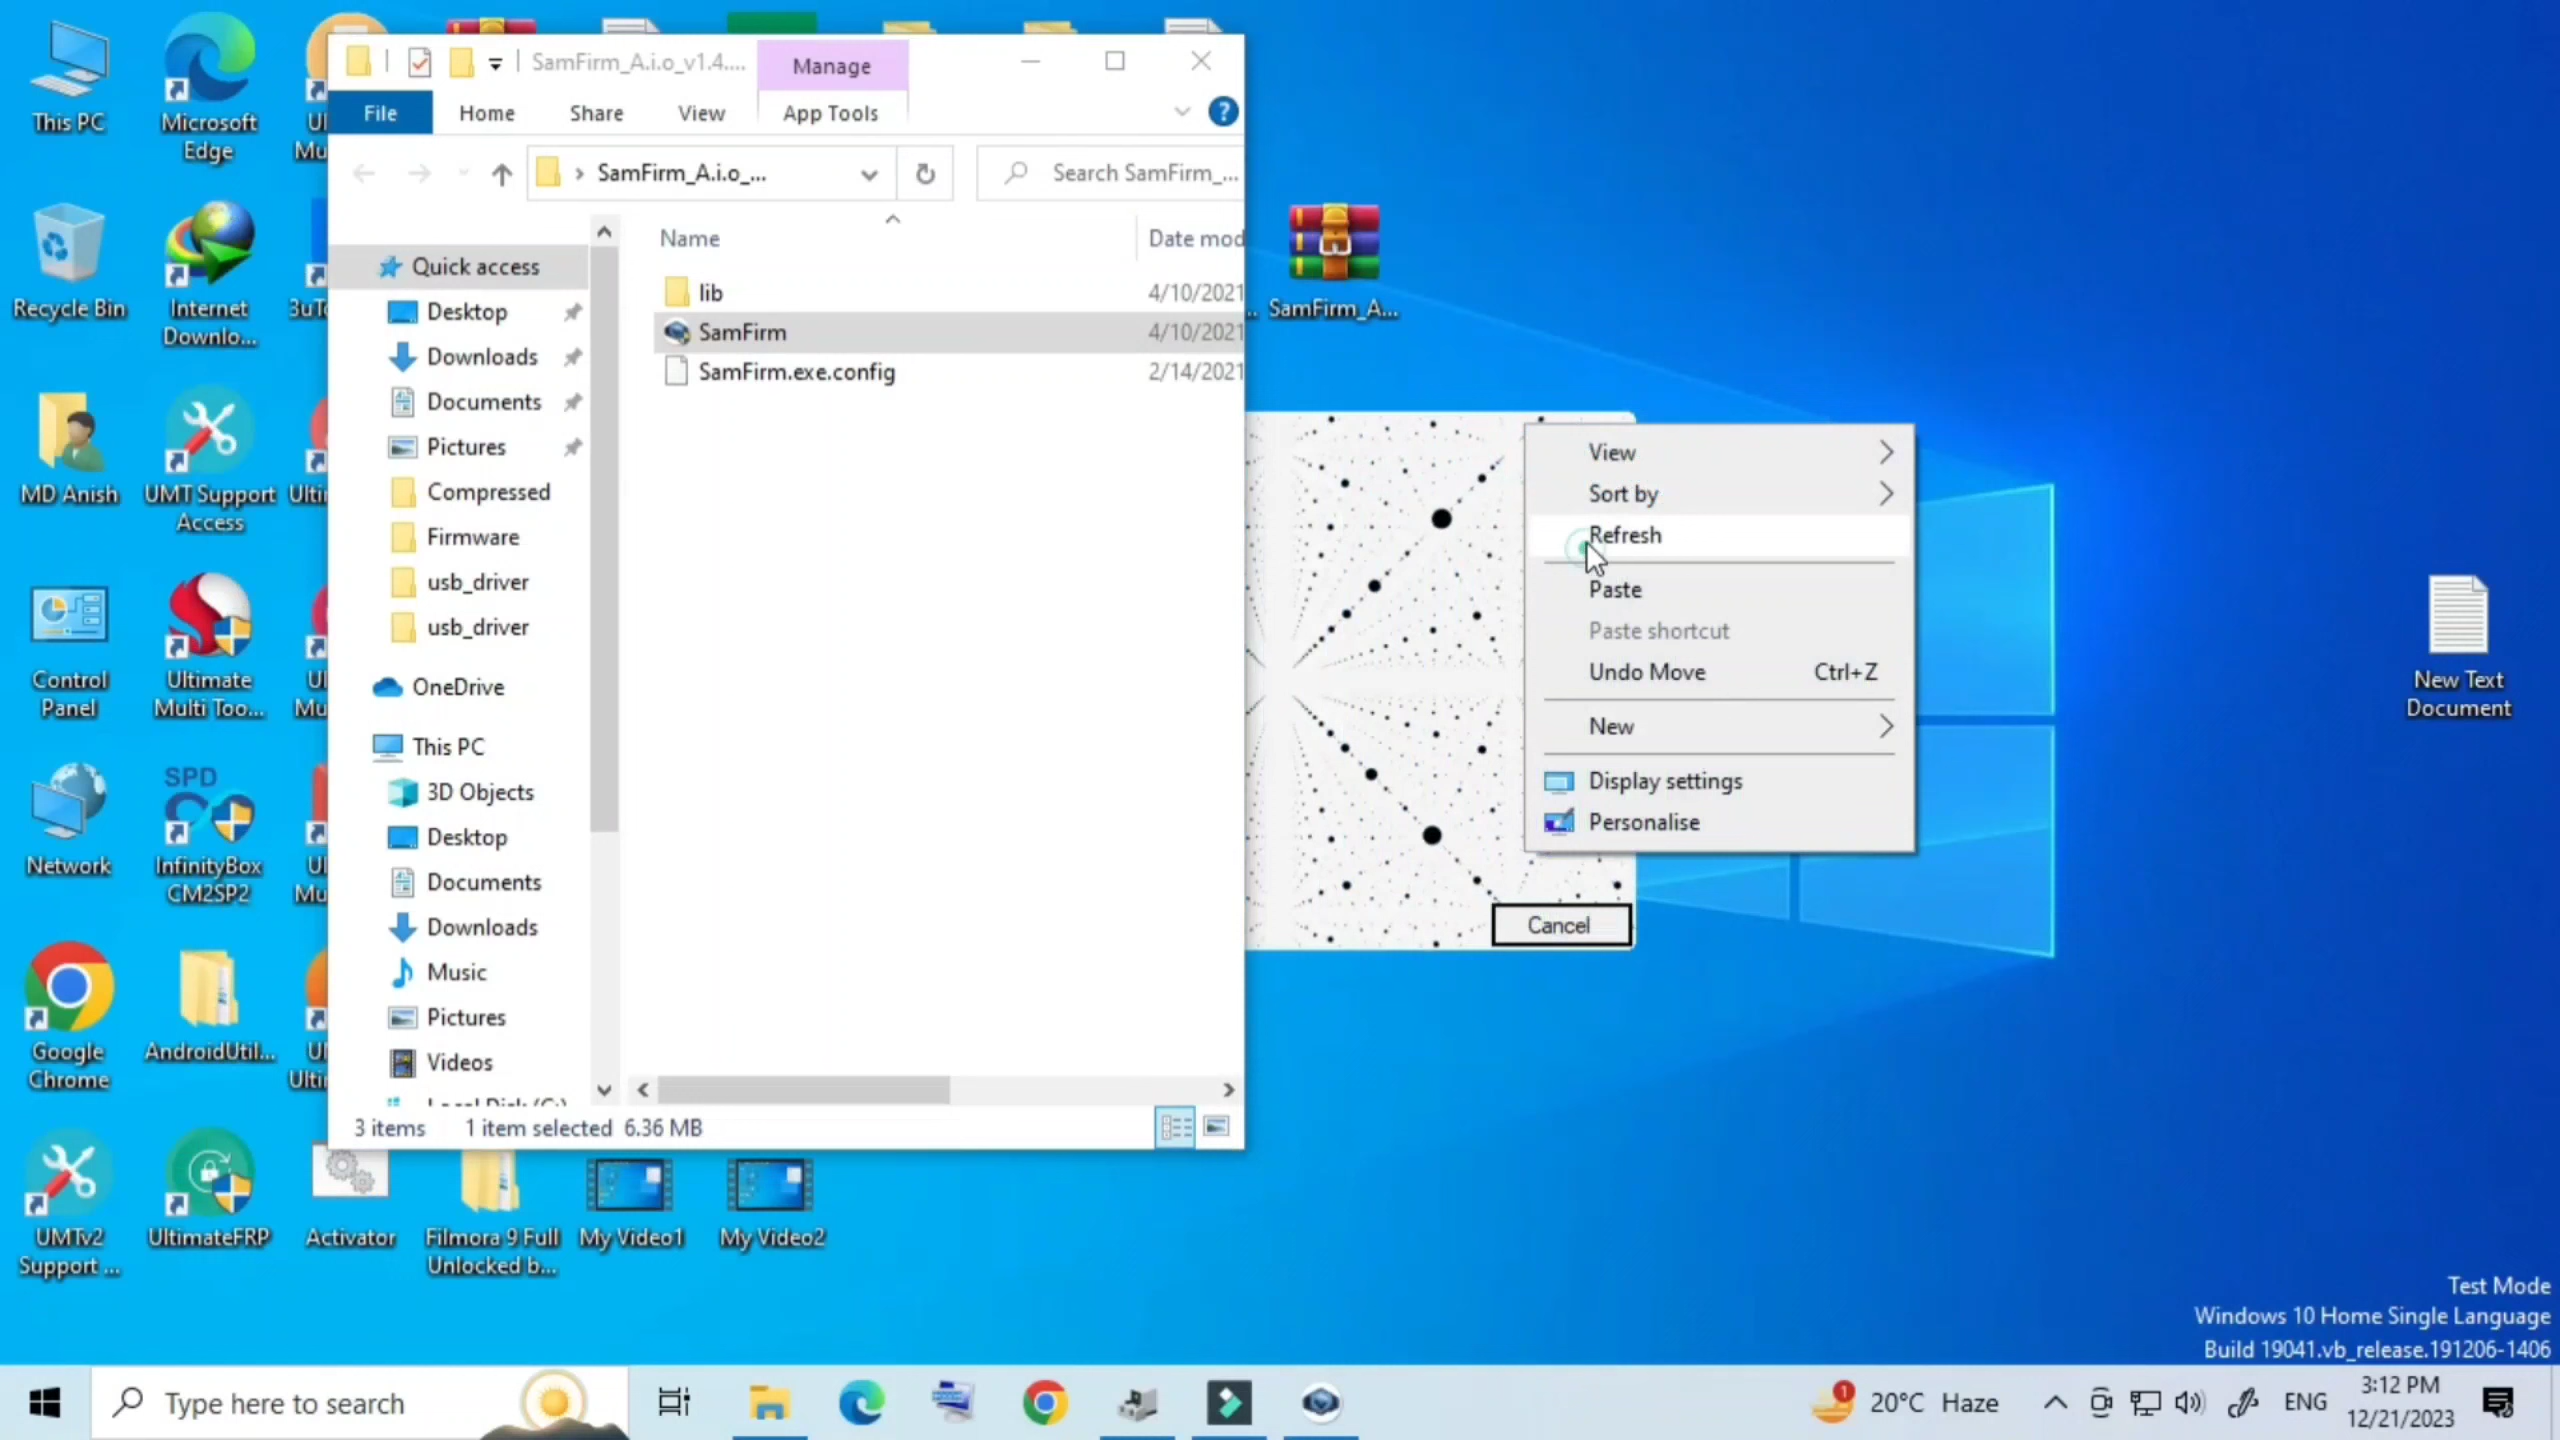 This PC
Microsoft
Edge
Recycle Bin
Internet
Downlo...
MD Anish
UMT Support
Access
Control
Panel
Ultimate
Multi Too...
Network
InfinityBox
CM2SP2
SPD
Google
Chrome
AndroidUtil...
UMTv2
Support ...
UltimateFRP
Activator
Filmora 9 Full
Unlocked b...
My Video1
My Video2
SamFirm_A.i.o_v1.4....
Manage
File
Home
Share
View
App Tools
?
SamFirm_A.i.o_...
Search SamFirm_...
Name
Date mod
lib
4/10/2021
SamFirm
4/10/2021
SamFirm.exe.config
2/14/2021
Quick access
Desktop
Downloads
Documents
Pictures
Compressed
Firmware
usb_driver
usb_driver
OneDrive
This PC
3D Objects
Desktop
Documents
Downloads
Music
Pictures
Videos
Local Disk (C:)
3 items
1 item selected
6.36 MB
SamFirm_A...
View
Sort by
Refresh
Paste
Paste shortcut
Undo Move
Ctrl+Z
New
Display settings
Personalise
Cancel
New Text
Document
Test Mode
Windows 10 Home Single Language
Build 19041.vb_release.191206-1406
Type here to search
1
20°C Haze
ENG
3:12 PM
12/21/2023